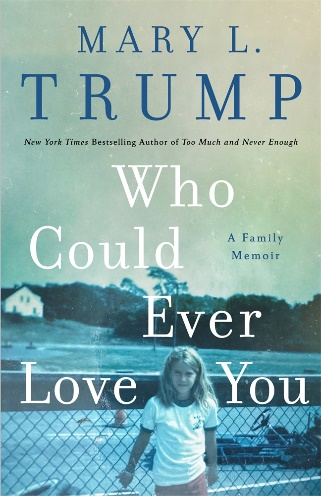 MARY L.
TRUMP
New York Times Bestselling Author of Too Much and Never Enough
Who
Could
A Family
Memoir
Ever
Love You